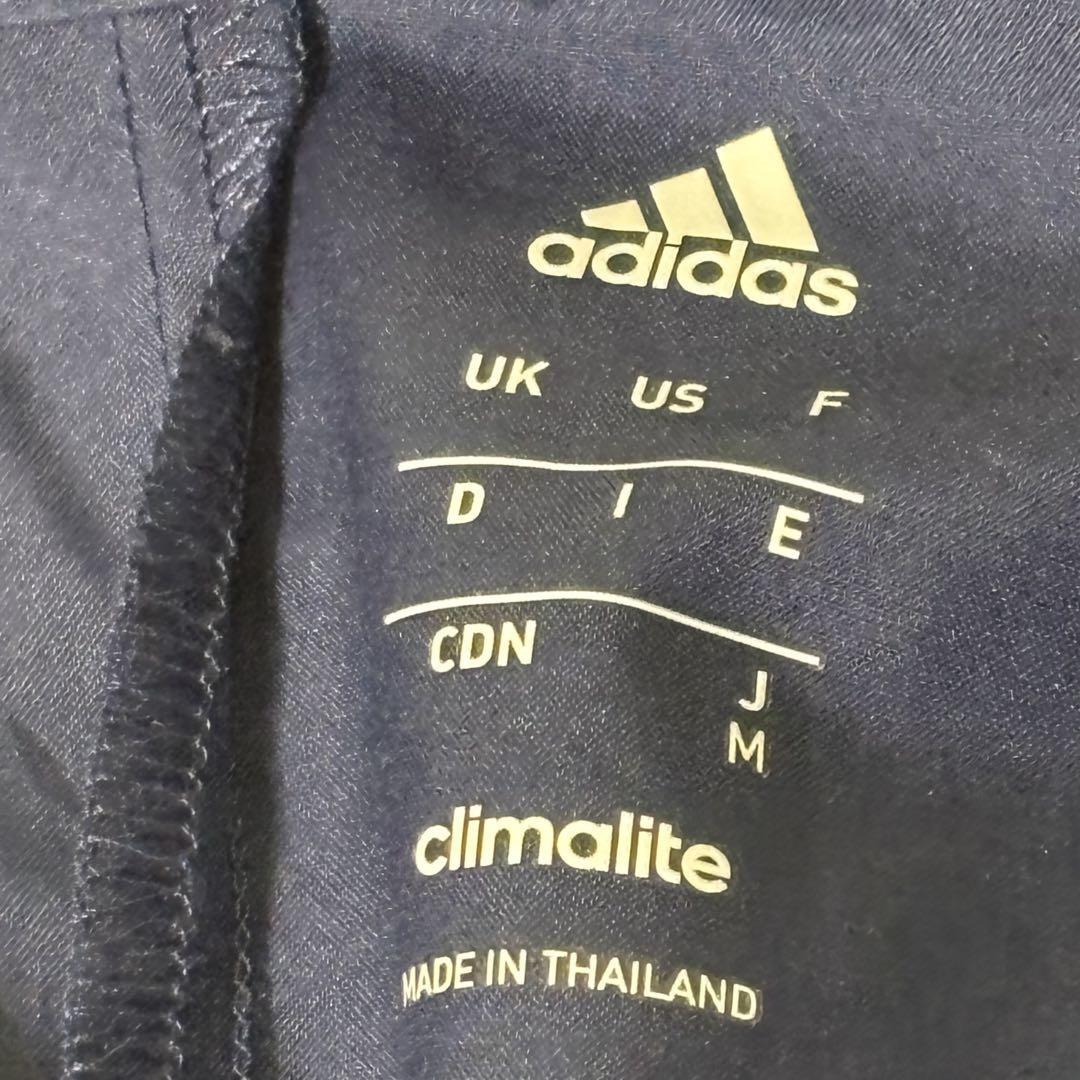 adidas
UK US F
D I E
CDN J
M
climalite
MADE IN THAILAND